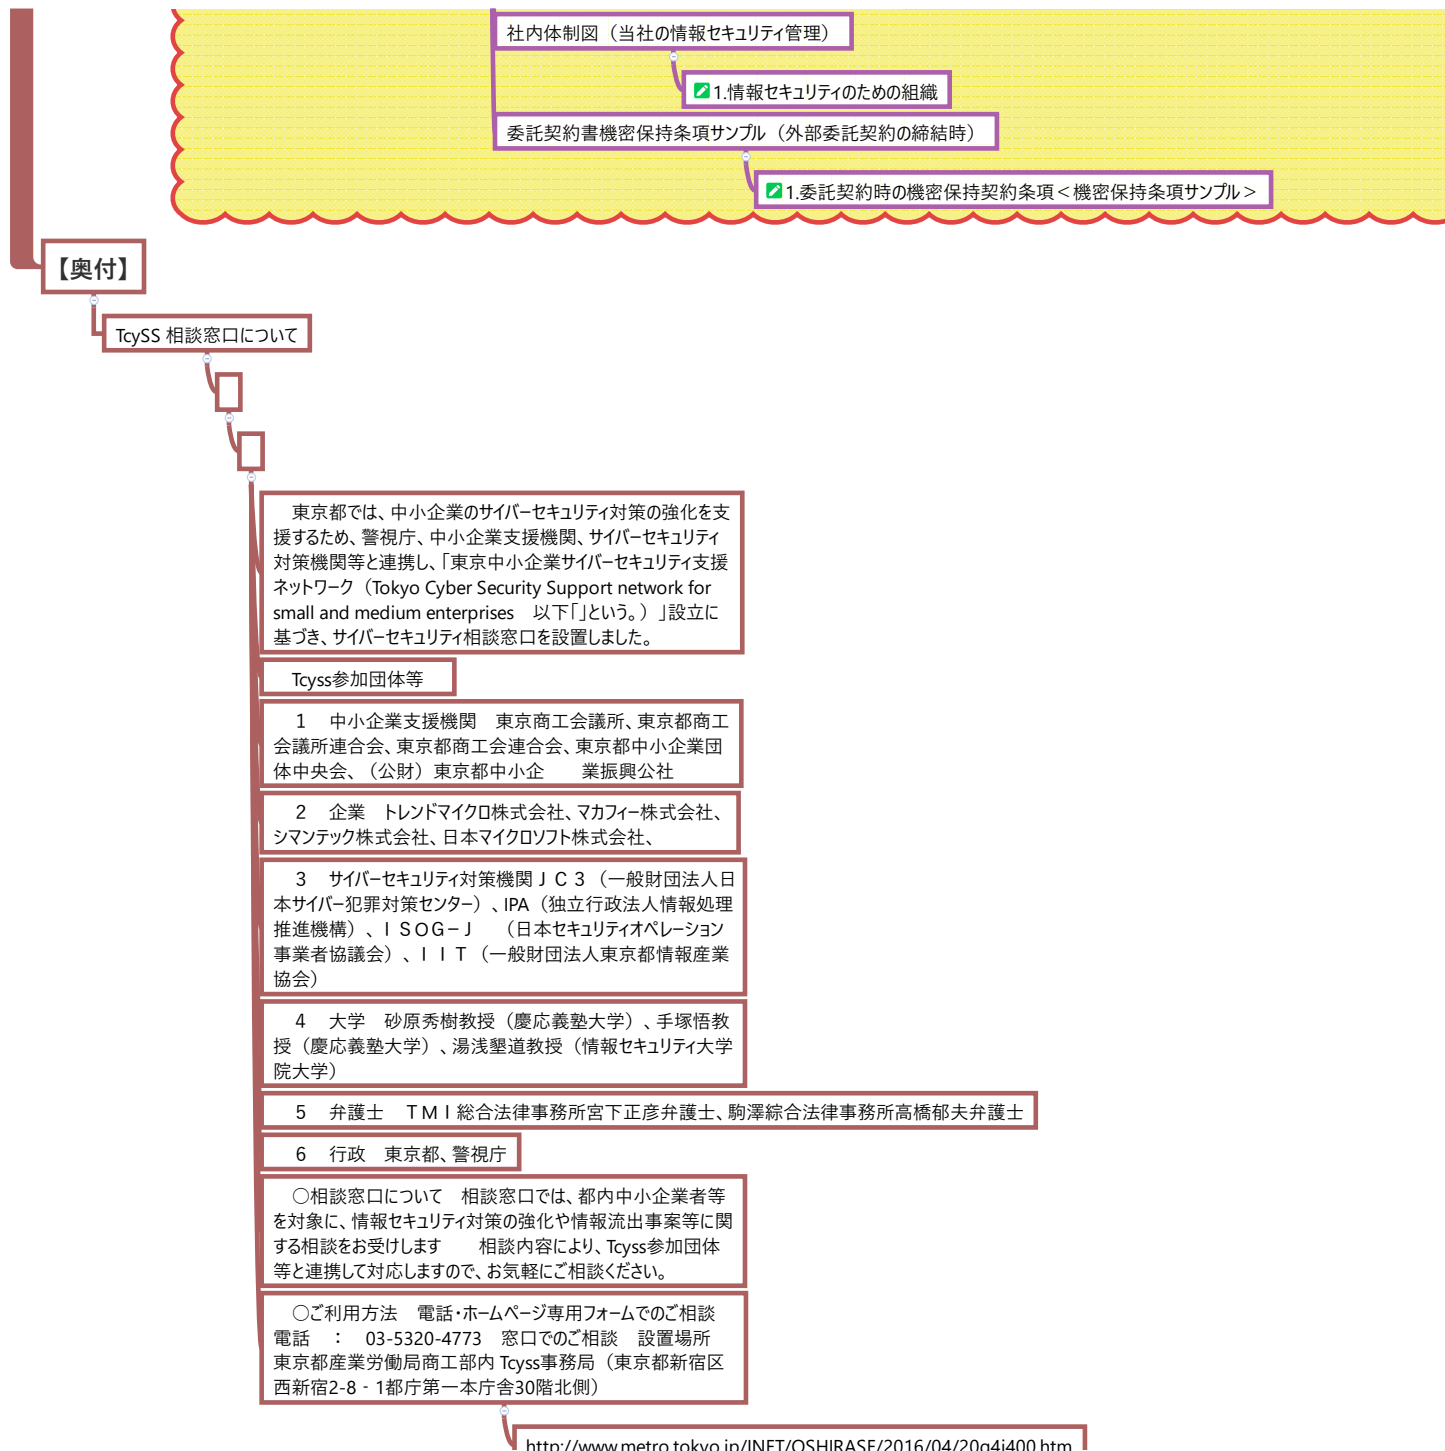 社内体制図（当社の情報セキュリティ管理）
1.情報セキュリティのための組織
委託契約書機密保持条項サンプル（外部委託契約の締結時）
1.委託契約時の機密保持契約条項＜機密保持条項サンプル＞
【奥付】
TcySS 相談窓口について
東京都では、中小企業のサイバーセキュリティ対策の強化を支
援するため、警視庁、中小企業支援機関、サイバーセキュリティ
対策機関等と連携し、「東京中小企業サイバーセキュリティ支援
ネットワーク（Tokyo Cyber Security Support network for
small and medium enterprises　以下「」という。）」設立に
基づき、サイバーセキュリティ相談窓口を設置しました。
Tcyss参加団体等
１　中小企業支援機関　東京商工会議所、東京都商工
会議所連合会、東京都商工会連合会、東京都中小企業団
体中央会、（公財）東京都中小企　　業振興公社
２　企業　トレンドマイクロ株式会社、マカフィー株式会社、
シマンテック株式会社、日本マイクロソフト株式会社、
３　サイバーセキュリティ対策機関ＪＣ３（一般財団法人日
本サイバー犯罪対策センター）、IPA（独立行政法人情報処理
推進機構）、ＩＳＯＧ－Ｊ　（日本セキュリティオペレーション
事業者協議会）、ＩＩＴ（一般財団法人東京都情報産業
協会）
４　大学　砂原秀樹教授（慶応義塾大学）、手塚悟教
授（慶応義塾大学）、湯浅墾道教授（情報セキュリティ大学
院大学）
５　弁護士　ＴＭＩ総合法律事務所宮下正彦弁護士、駒澤綜合法律事務所高橋郁夫弁護士
６　行政　東京都、警視庁
○相談窓口について　相談窓口では、都内中小企業者等
を対象に、情報セキュリティ対策の強化や情報流出事案等に関
する相談をお受けします　　相談内容により、Tcyss参加団体
等と連携して対応しますので、お気軽にご相談ください。
○ご利用方法　電話・ホームページ専用フォームでのご相談
電話　：　03-5320-4773　窓口でのご相談　設置場所
東京都産業労働局商工部内 Tcyss事務局（東京都新宿区
西新宿2-8‐1都庁第一本庁舎30階北側）
http://www.metro.tokyo.jp/INET/OSHIRASE/2016/04/20q4j400.htm